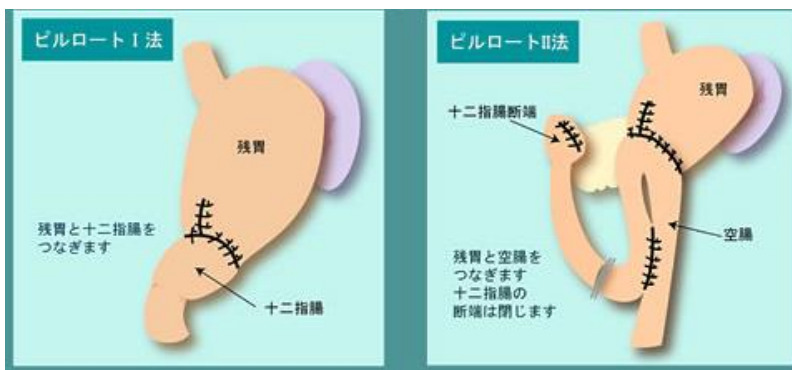 ビルロートⅠ法
残胃
残胃と十二指腸を
つなぎます
十二指腸
ビルロートⅡ法
残胃
十二指腸断端
空腸
残胃と空腸を
つなぎます
十二指腸の
断端は閉じます